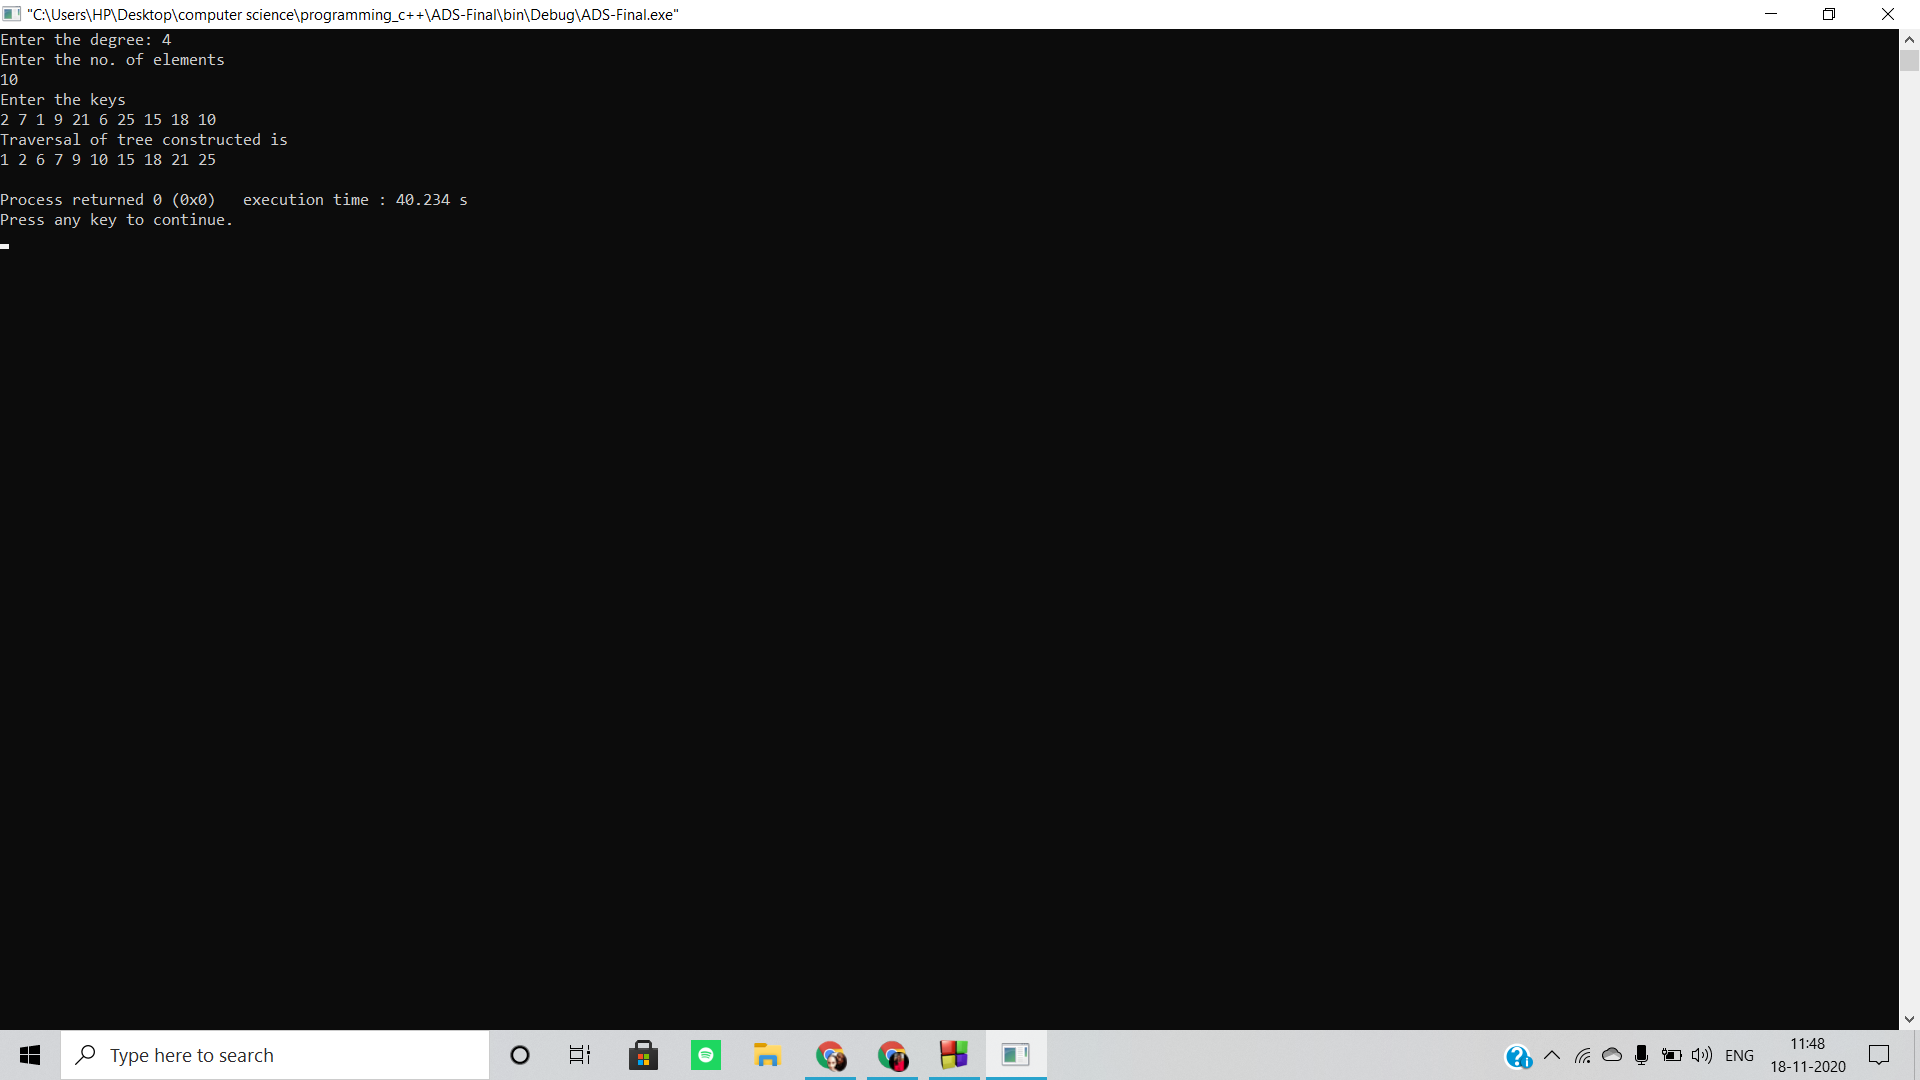 "C:\Users\HP\Desktop\computer science\programming_c++\ADS-Final\bin\Debug\ADS-Final.exe"
Enter the degree: 4
Enter the no. of elements
10
Enter the keys
2 7 1 9 21 6 25 15 18 10
Traversal of tree constructed is
1 2 6 7 9 10 15 18 21 25
Process returned 0 (0x0)   execution time : 40.234 s
Press any key to continue.
Type here to search
ENG
11:48
18-11-2020